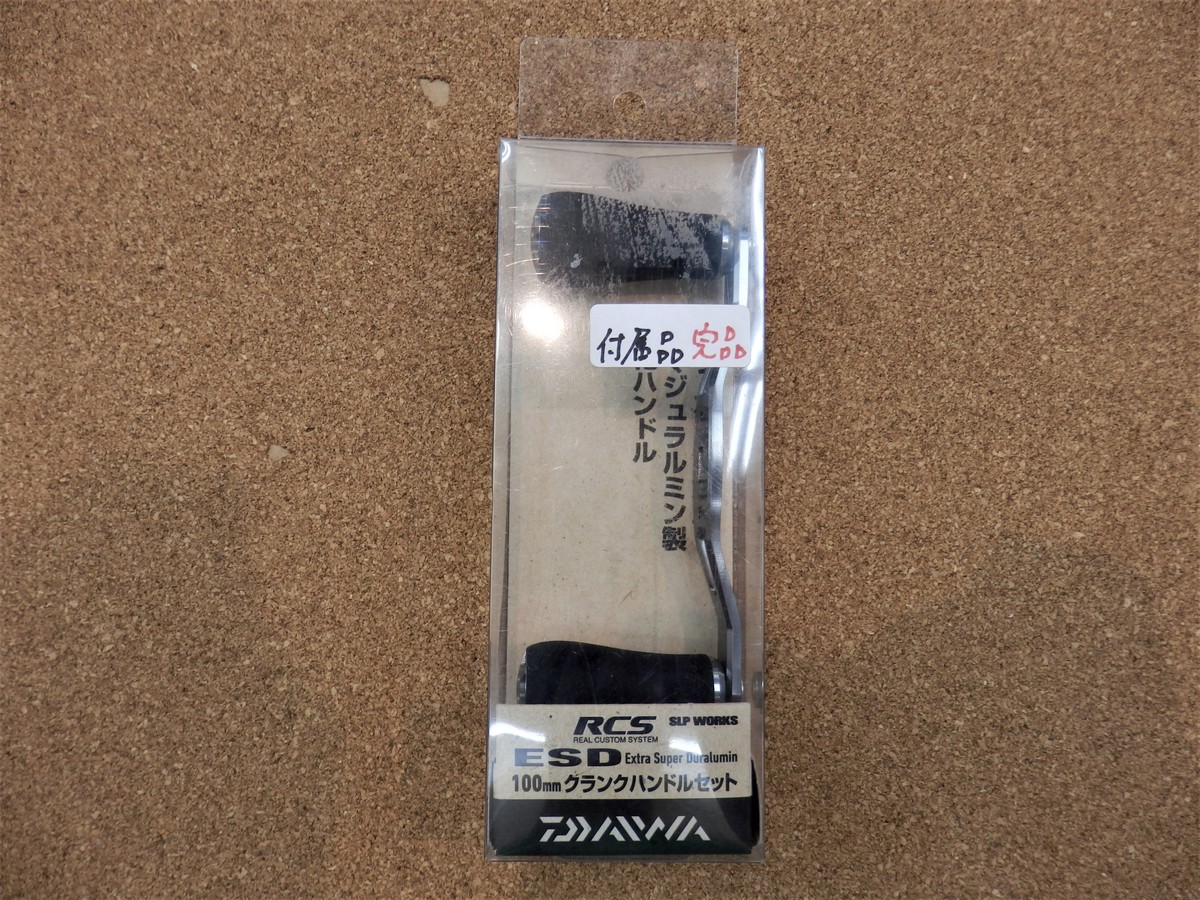 付属品 完品
ジュラルミン製
ハンドル
RCS SLP WORKS
REAL CUSTOM SYSTEM
ESD Extra Super Duralumin
100mm クランクハンドルセット
DAIWA